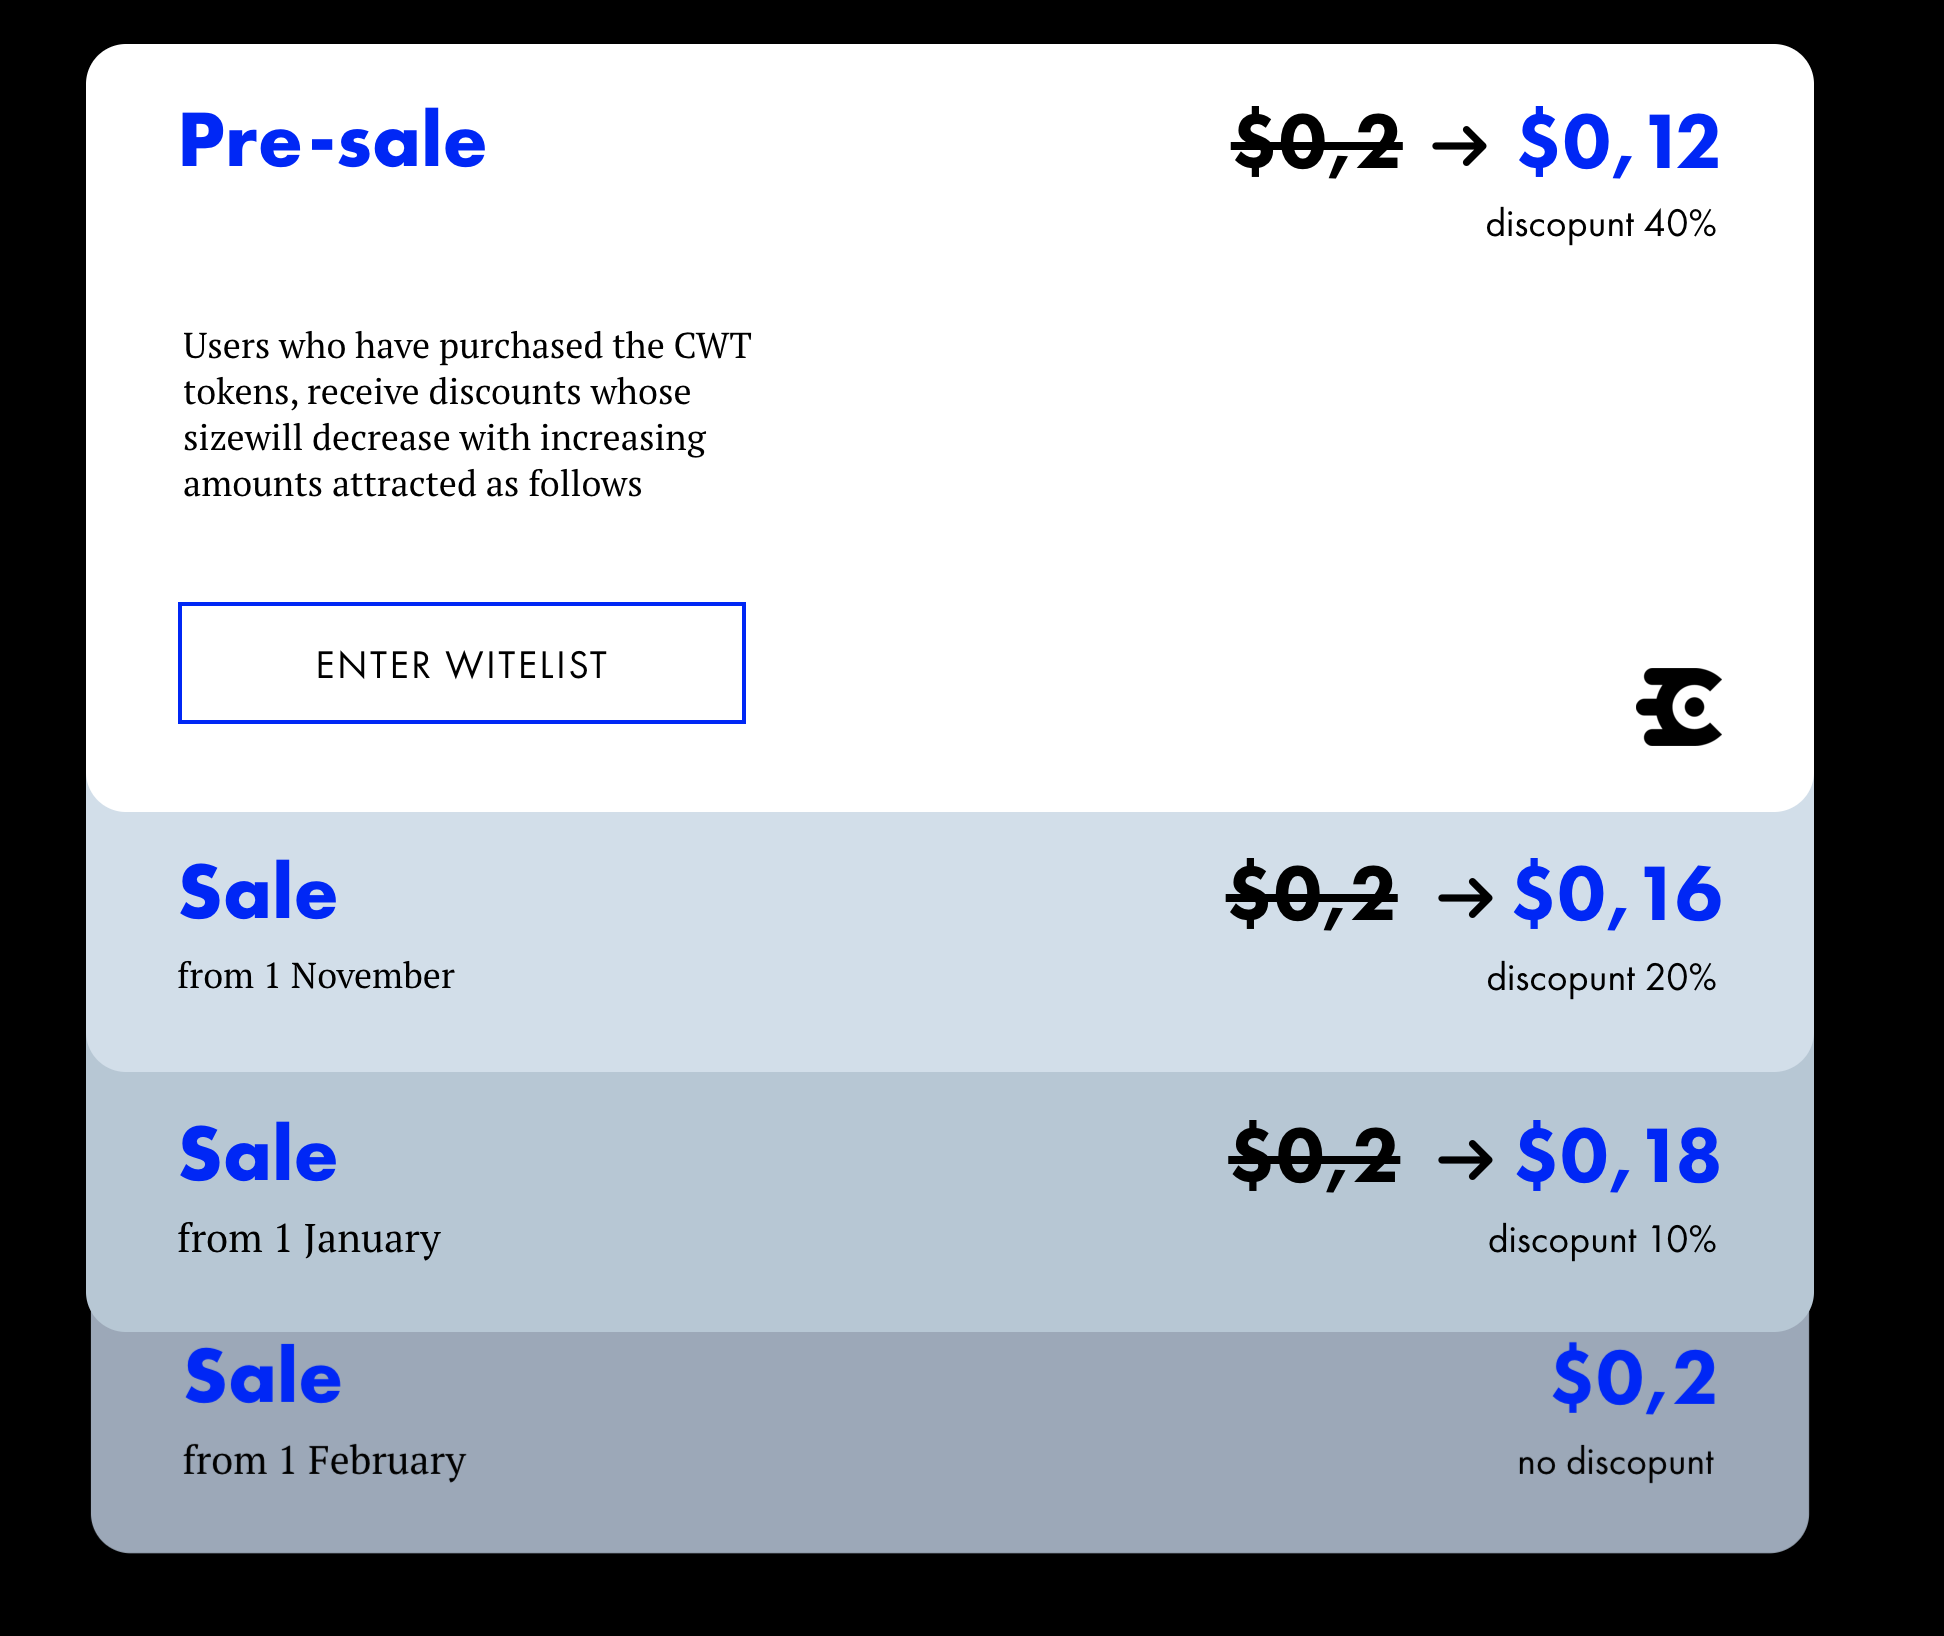 Pre-sale
$0,2 → $0,12
discopunt 40%
Users who have purchased the CWT
tokens, receive discounts whose
sizewill decrease with increasing
amounts attracted as follows
ENTER WITELIST
Sale
$0,2 → $0,16
from 1 November
discopunt 20%
Sale
$0,2 → $0,18
from 1 January
discopunt 10%
Sale
$0,2
from 1 February
no discopunt